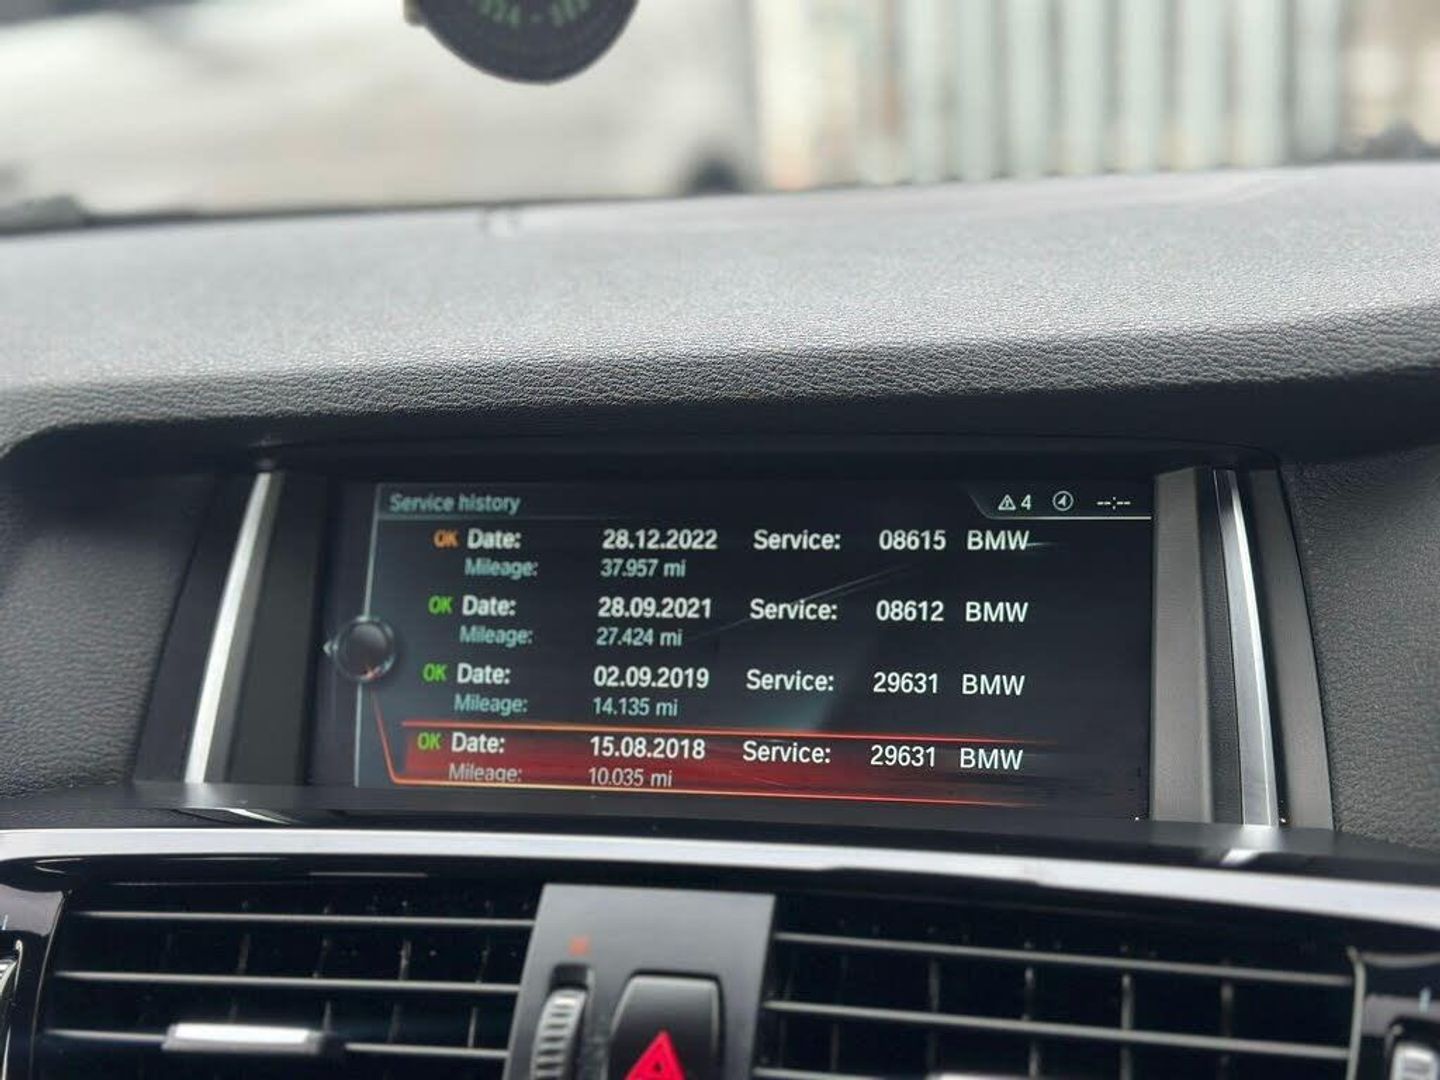 Service history 4 --:--
OK Date: 28.12.2022 Service: 08615 BMW
Mileage: 37.957 mi
OK Date: 28.09.2021 Service: 08612 BMW
Mileage: 27.424 mi
OK Date: 02.09.2019 Service: 29631 BMW
Mileage: 14.135 mi
OK Date: 15.08.2018 Service: 29631 BMW
Mileage: 10.035 mi